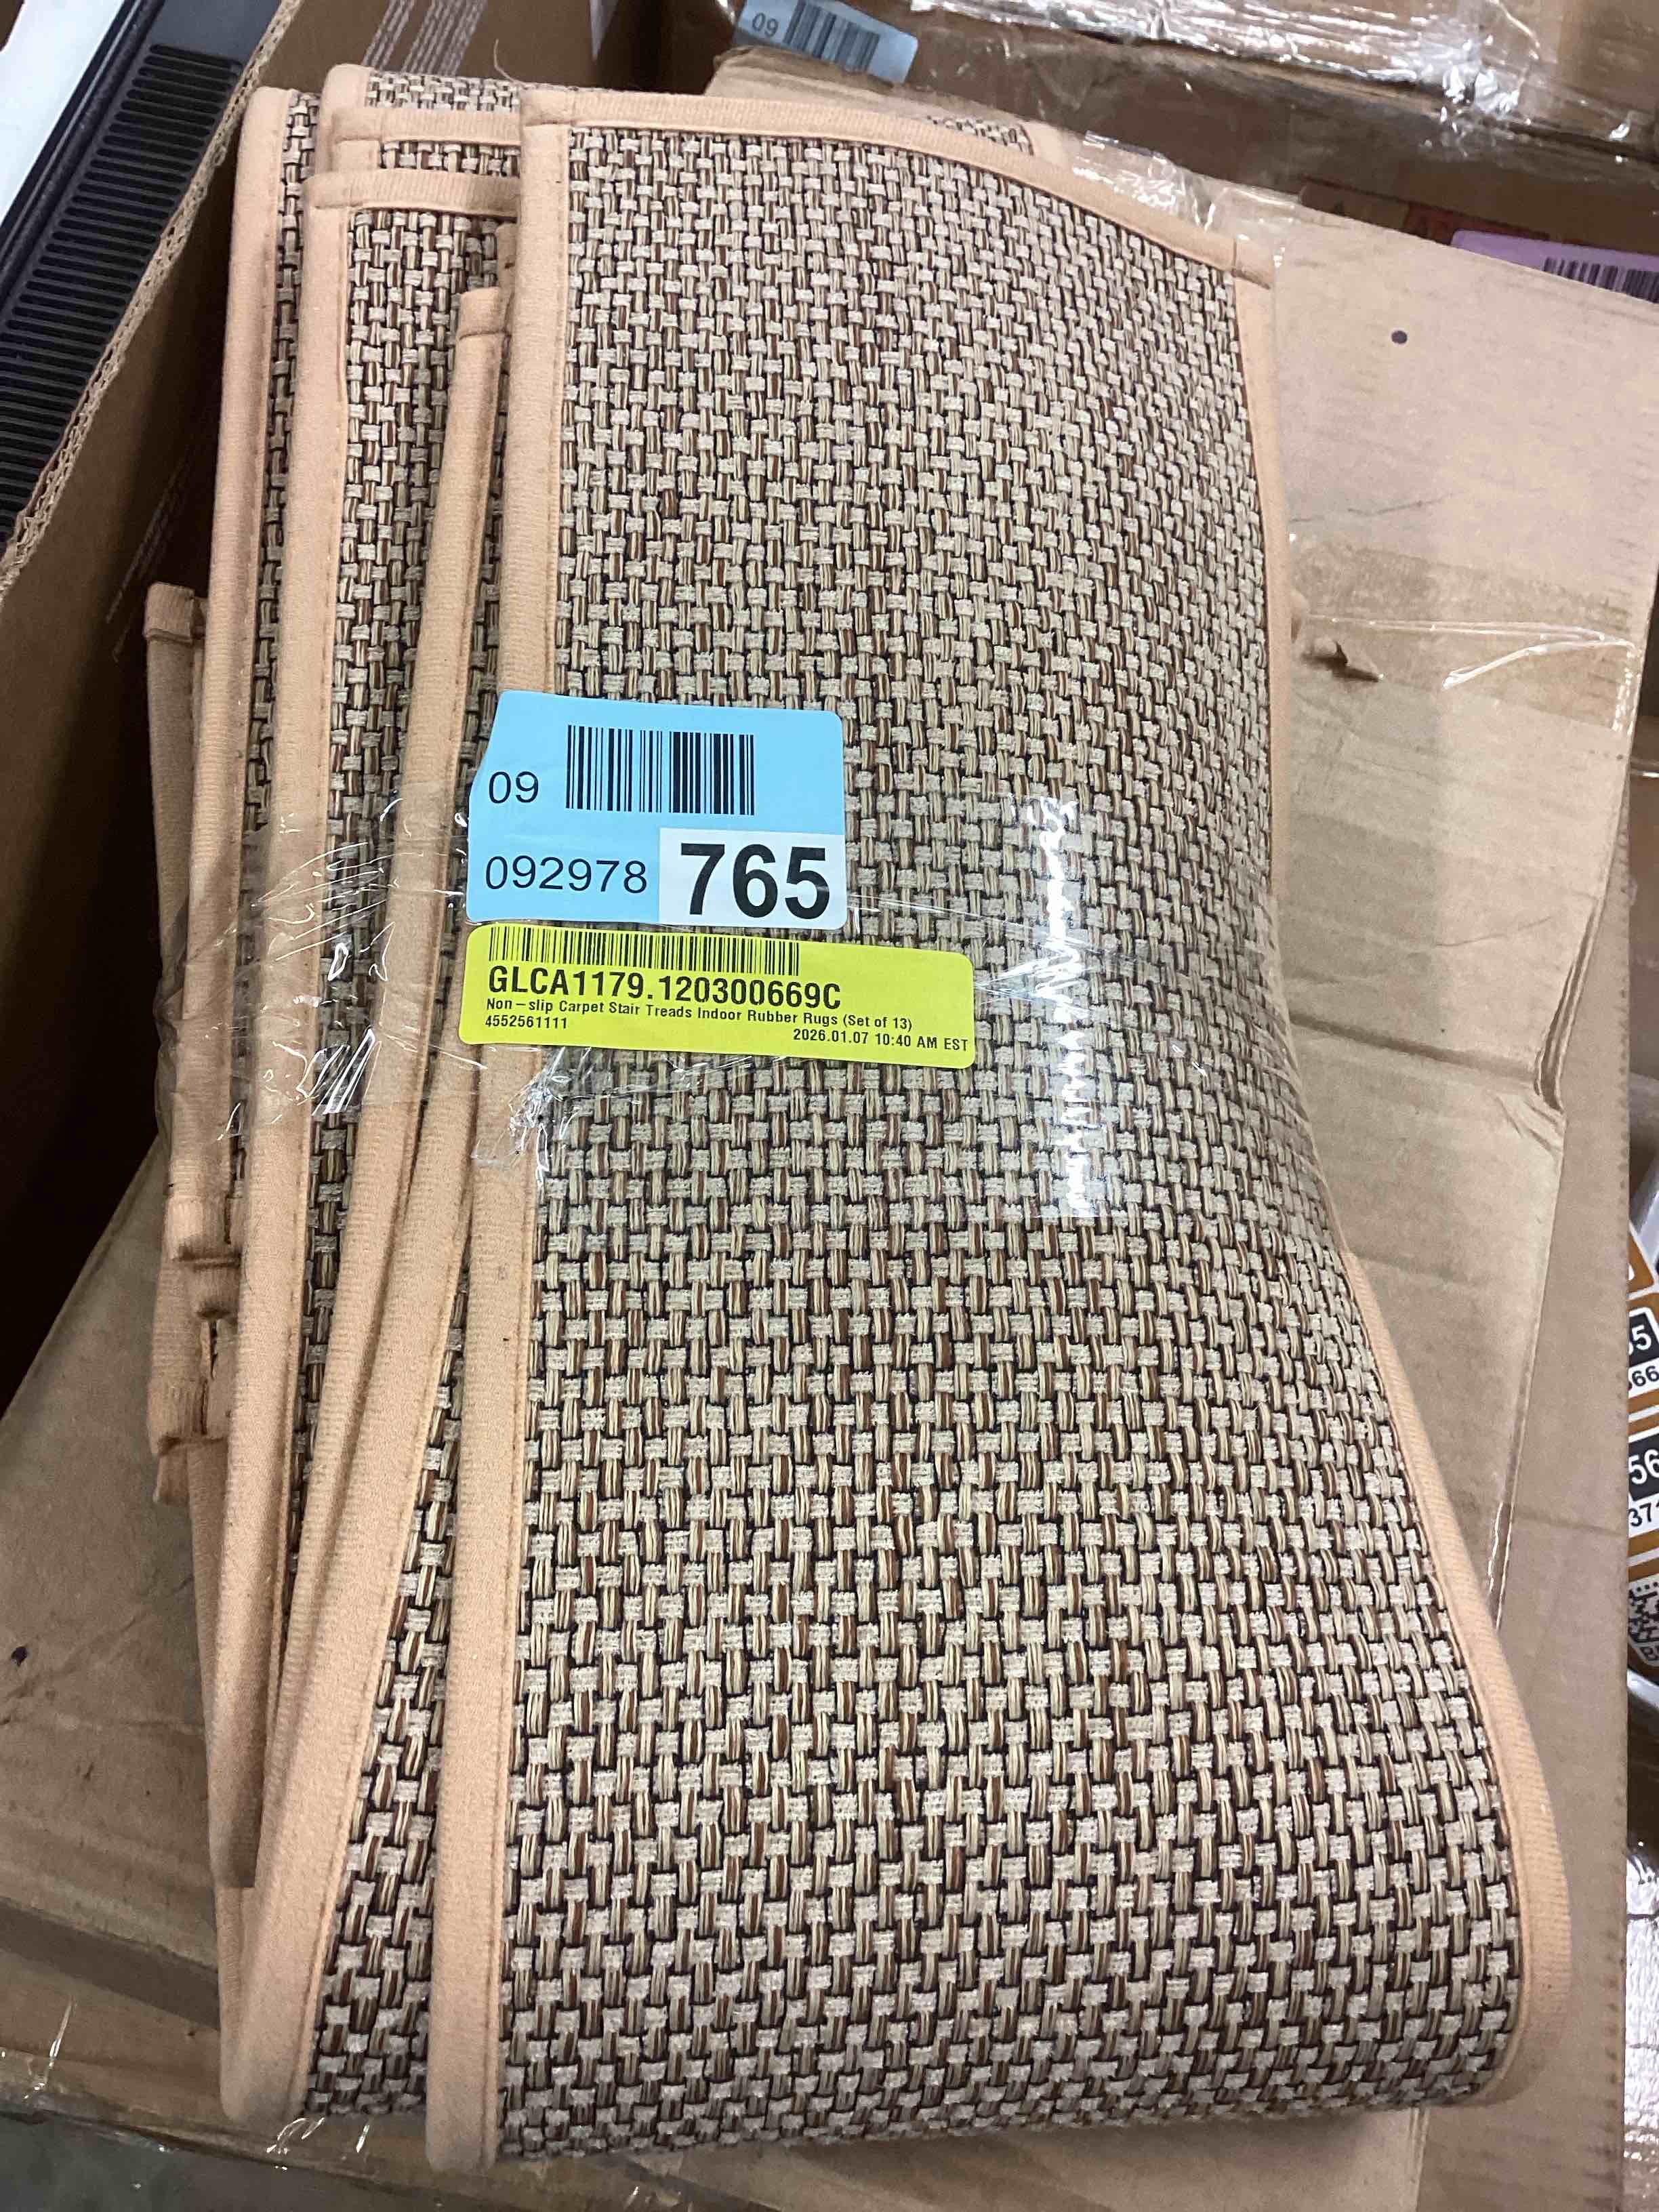 09
09
092978 765
GLCA1179.120300669C
Non-slip Carpet Stair Treads Indoor Rubber Rugs (Set of 13)
4552561111
2026.01.07 10:40 AM EST